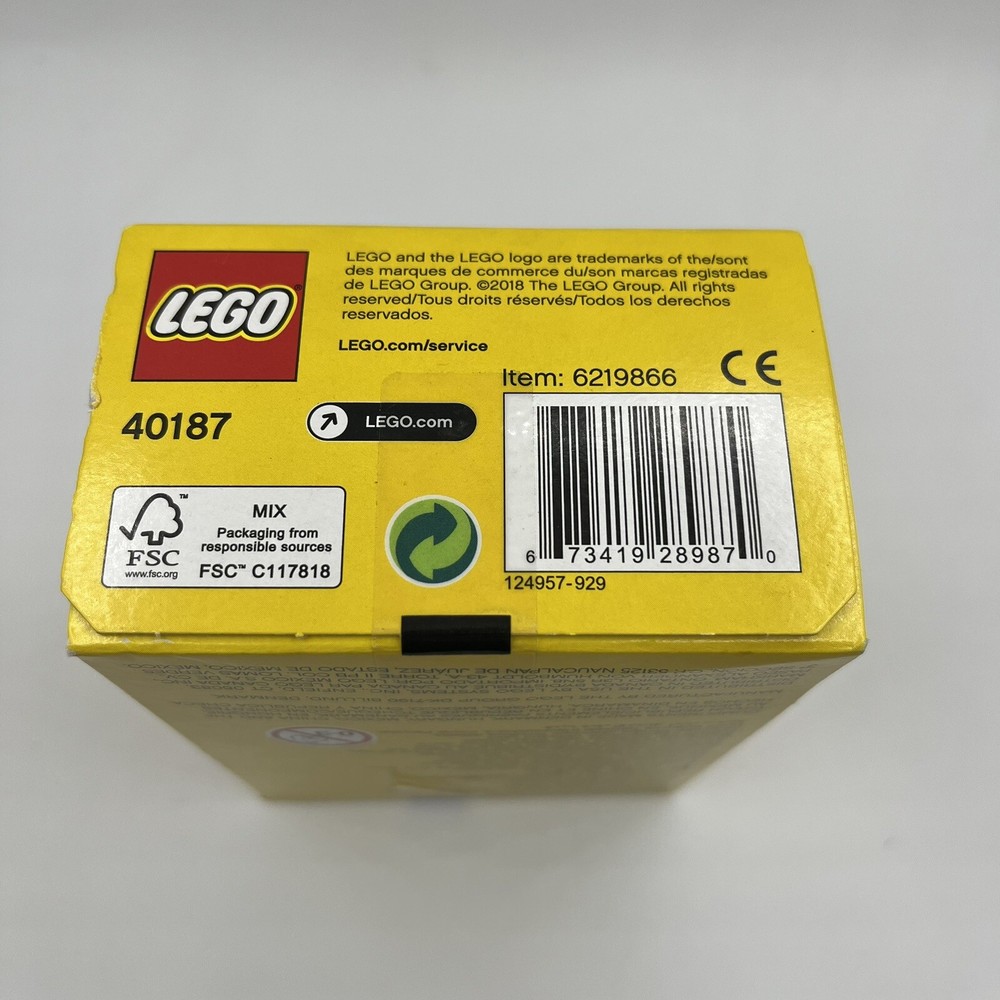 LEGO
LEGO and the LEGO logo are trademarks of the/sont
des marques de commerce du/son marcas registradas
de LEGO Group. ©2018 The LEGO Group. All rights
reserved/Tous droits réservés/Todos los derechos
reservados.
LEGO.com/service
Item: 6219866
CE
40187
LEGO.com
FSC
www.fsc.org
MIX
Packaging from
responsible sources
FSC™ C117818
6 73419 28987 0
124957-929